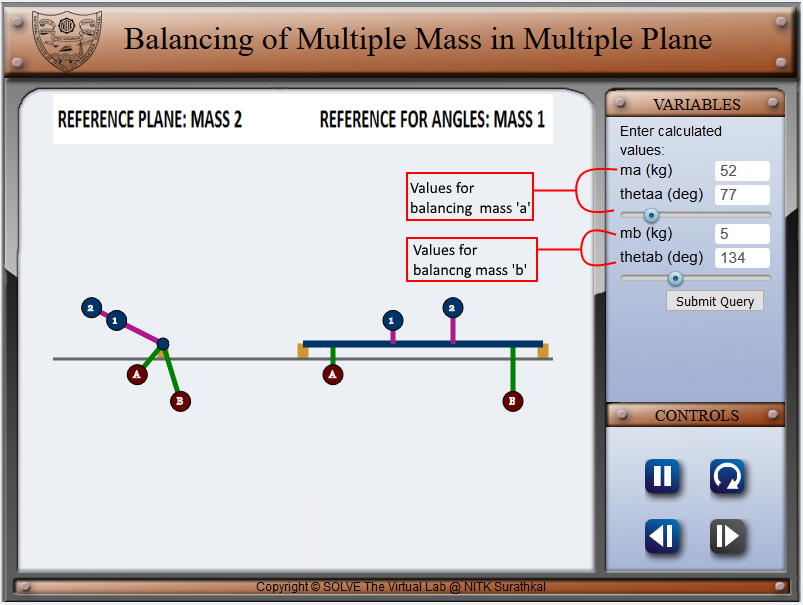 Balancing of Multiple Mass in Multiple Plane
REFERENCE PLANE: MASS 2
REFERENCE FOR ANGLES: MASS 1
VARIABLES
Enter calculated
values:
ma (kg) 52
thetaa (deg) 77
mb (kg) 5
thetab (deg) 134
Submit Query
Values for
balancing mass 'a'
Values for
balancng mass 'b'
2
1
A
B
1
2
A
B
CONTROLS
Copyright © SOLVE The Virtual Lab @ NITK Surathkal